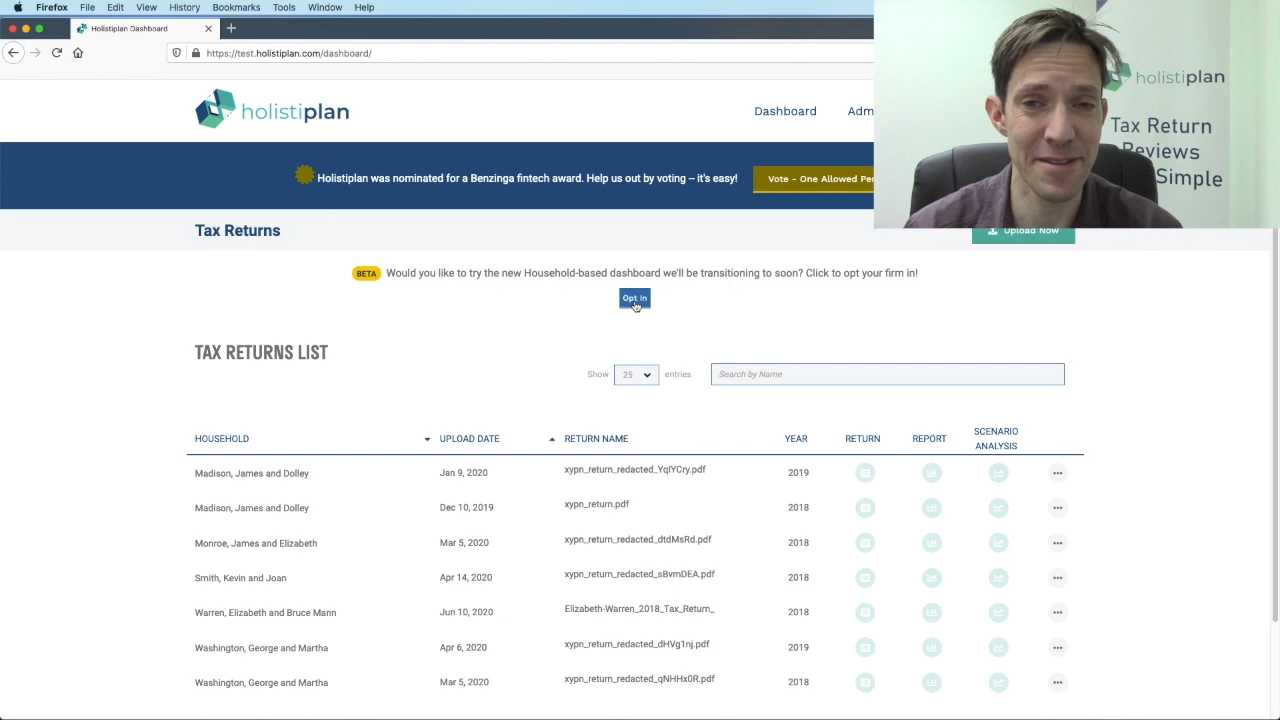 Firefox File Edit View History Bookmarks Tools Window Help
Holistiplan Dashboard
https://test.holistiplan.com/dashboard/
holistiplan
Dashboard Adm
holistiplan
Tax Return
Reviews
Simple
Holistiplan was nominated for a Benzinga fintech award. Help us out by voting – it's easy!
Vote - One Allowed Per
Tax Returns
Upload Now
BETA Would you like to try the new Household-based dashboard we'll be transitioning to soon? Click to opt your firm in!
Opt In
TAX RETURNS LIST
Show 25 entries Search by Name
HOUSEHOLD UPLOAD DATE RETURN NAME YEAR RETURN REPORT SCENARIO ANALYSIS
Madison, James and Dolley Jan 9, 2020 xypn_return_redacted_YqIYCry.pdf 2019
Madison, James and Dolley Dec 10, 2019 xypn_return.pdf 2018
Monroe, James and Elizabeth Mar 5, 2020 xypn_return_redacted_dtdMsRd.pdf 2018
Smith, Kevin and Joan Apr 14, 2020 xypn_return_redacted_sBvmDEA.pdf 2018
Warren, Elizabeth and Bruce Mann Jun 10, 2020 Elizabeth-Warren_2018_Tax_Return_ 2018
Washington, George and Martha Apr 6, 2020 xypn_return_redacted_dHVg1nj.pdf 2019
Washington, George and Martha Mar 5, 2020 xypn_return_redacted_qNHHx0R.pdf 2018